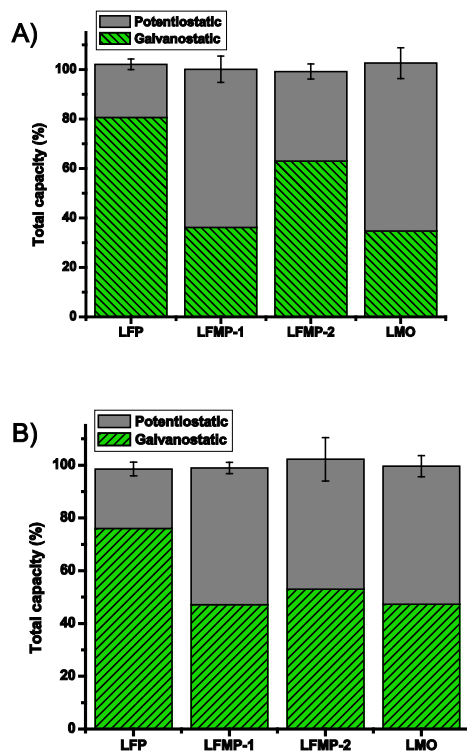 A)
Potentiostatic
Galvanostatic
Total capacity (%)
100
80
60
40
20
0
LFP LFMP-1 LFMP-2 LMO
B)
Potentiostatic
Galvanostatic
Total capacity (%)
100
80
60
40
20
0
LFP LFMP-1 LFMP-2 LMO